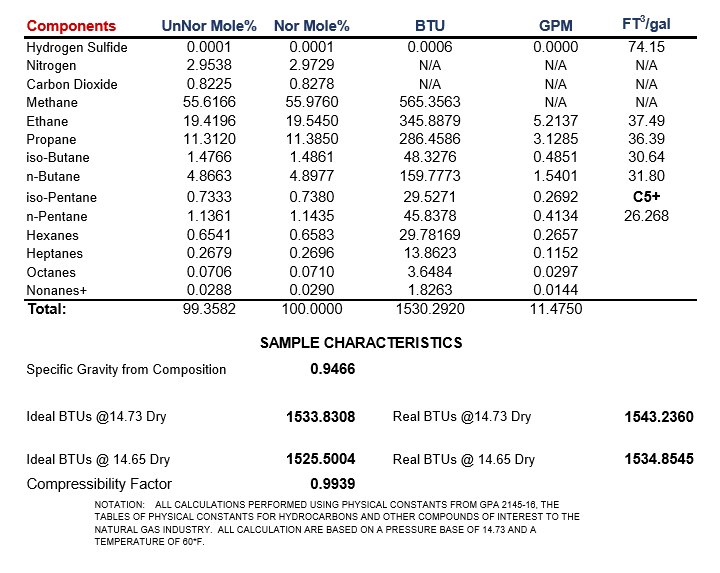 Components UnNor Mole% Nor Mole% BTU GPM FT³/gal
Hydrogen Sulfide 0.0001 0.0001 0.0006 0.0000 74.15
Nitrogen 2.9538 2.9729 N/A N/A N/A
Carbon Dioxide 0.8225 0.8278 N/A N/A N/A
Methane 55.6166 55.9760 565.3563 N/A N/A
Ethane 19.4196 19.5450 345.8879 5.2137 37.49
Propane 11.3120 11.3850 286.4586 3.1285 36.39
iso-Butane 1.4766 1.4861 48.3276 0.4851 30.64
n-Butane 4.8663 4.8977 159.7773 1.5401 31.80
iso-Pentane 0.7333 0.7380 29.5271 0.2692 C5+
n-Pentane 1.1361 1.1435 45.8378 0.4134 26.268
Hexanes 0.6541 0.6583 29.78169 0.2657
Heptanes 0.2679 0.2696 13.8623 0.1152
Octanes 0.0706 0.0710 3.6484 0.0297
Nonanes+ 0.0288 0.0290 1.8263 0.0144
Total: 99.3582 100.0000 1530.2920 11.4750
SAMPLE CHARACTERISTICS
Specific Gravity from Composition 0.9466
Ideal BTUs @14.73 Dry 1533.8308 Real BTUs @14.73 Dry 1543.2360
Ideal BTUs @ 14.65 Dry 1525.5004 Real BTUs @ 14.65 Dry 1534.8545
Compressibility Factor 0.9939
NOTATION: ALL CALCULATIONS PERFORMED USING PHYSICAL CONSTANTS FROM GPA 2145-16, THE
TABLES OF PHYSICAL CONSTANTS FOR HYDROCARBONS AND OTHER COMPOUNDS OF INTEREST TO THE
NATURAL GAS INDUSTRY. ALL CALCULATION ARE BASED ON A PRESSURE BASE OF 14.73 AND A
TEMPERATURE OF 60°F.